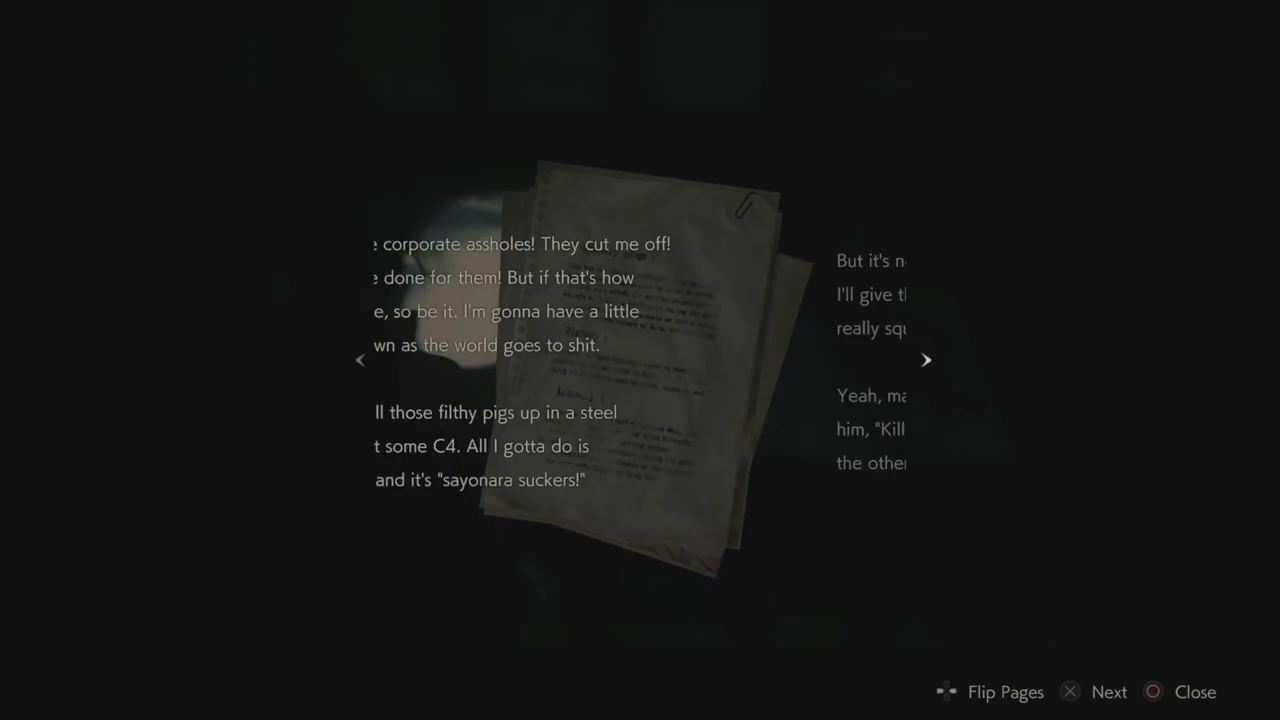 corporate assholes! They cut me off!
done for them! But if that's how
e, so be it. I'm gonna have a little
wn as the world goes to shit.
ll those filthy pigs up in a steel
t some C4. All I gotta do is
and it's "sayonara suckers!"
But it's n
I'll give th
really squ
Yeah, ma
him, "Kill
the other
Flip Pages Next Close